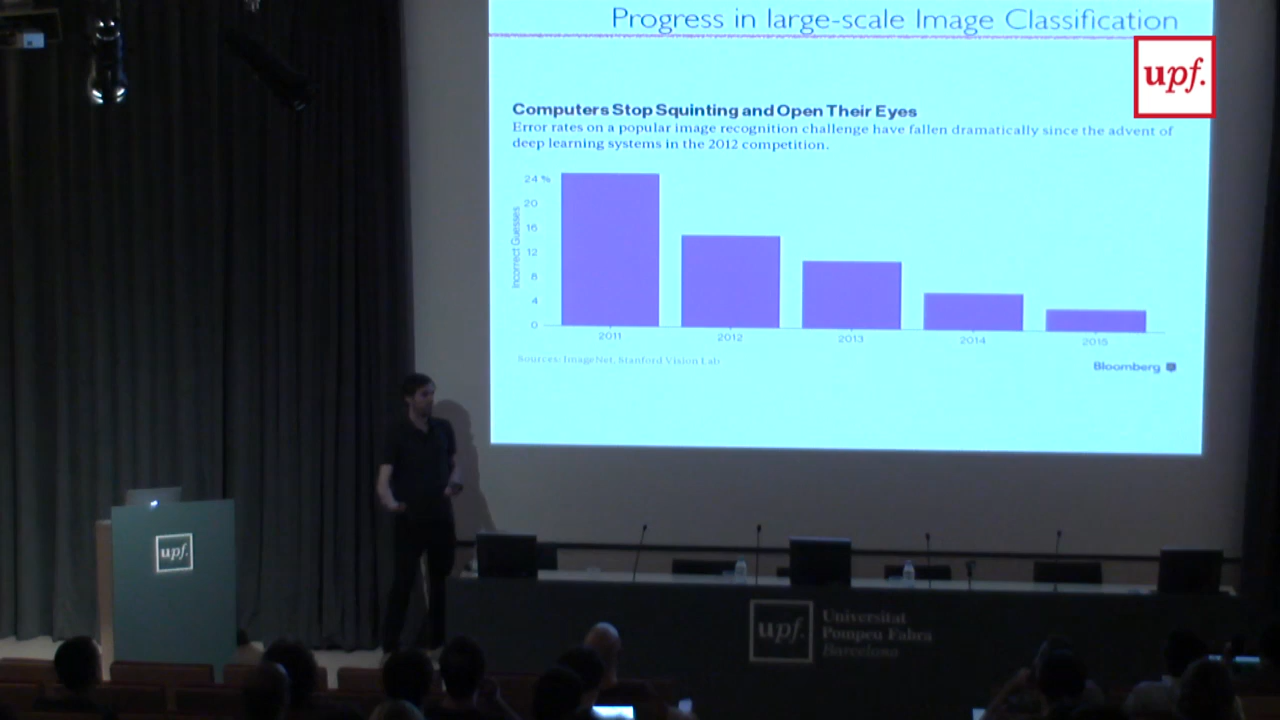 Progress in large-scale Image Classification
upf.
Computers Stop Squinting and Open Their Eyes
Error rates on a popular image recognition challenge have fallen dramatically since the advent of
deep learning systems in the 2012 competition.
24 %
20
16
12
8
4
0
Incorrect Guesses
2011
2012
2013
2014
2015
Sources: ImageNet, Stanford Vision Lab
Bloomberg
upf.
upf.
Universitat
Pompeu Fabra
Barcelona